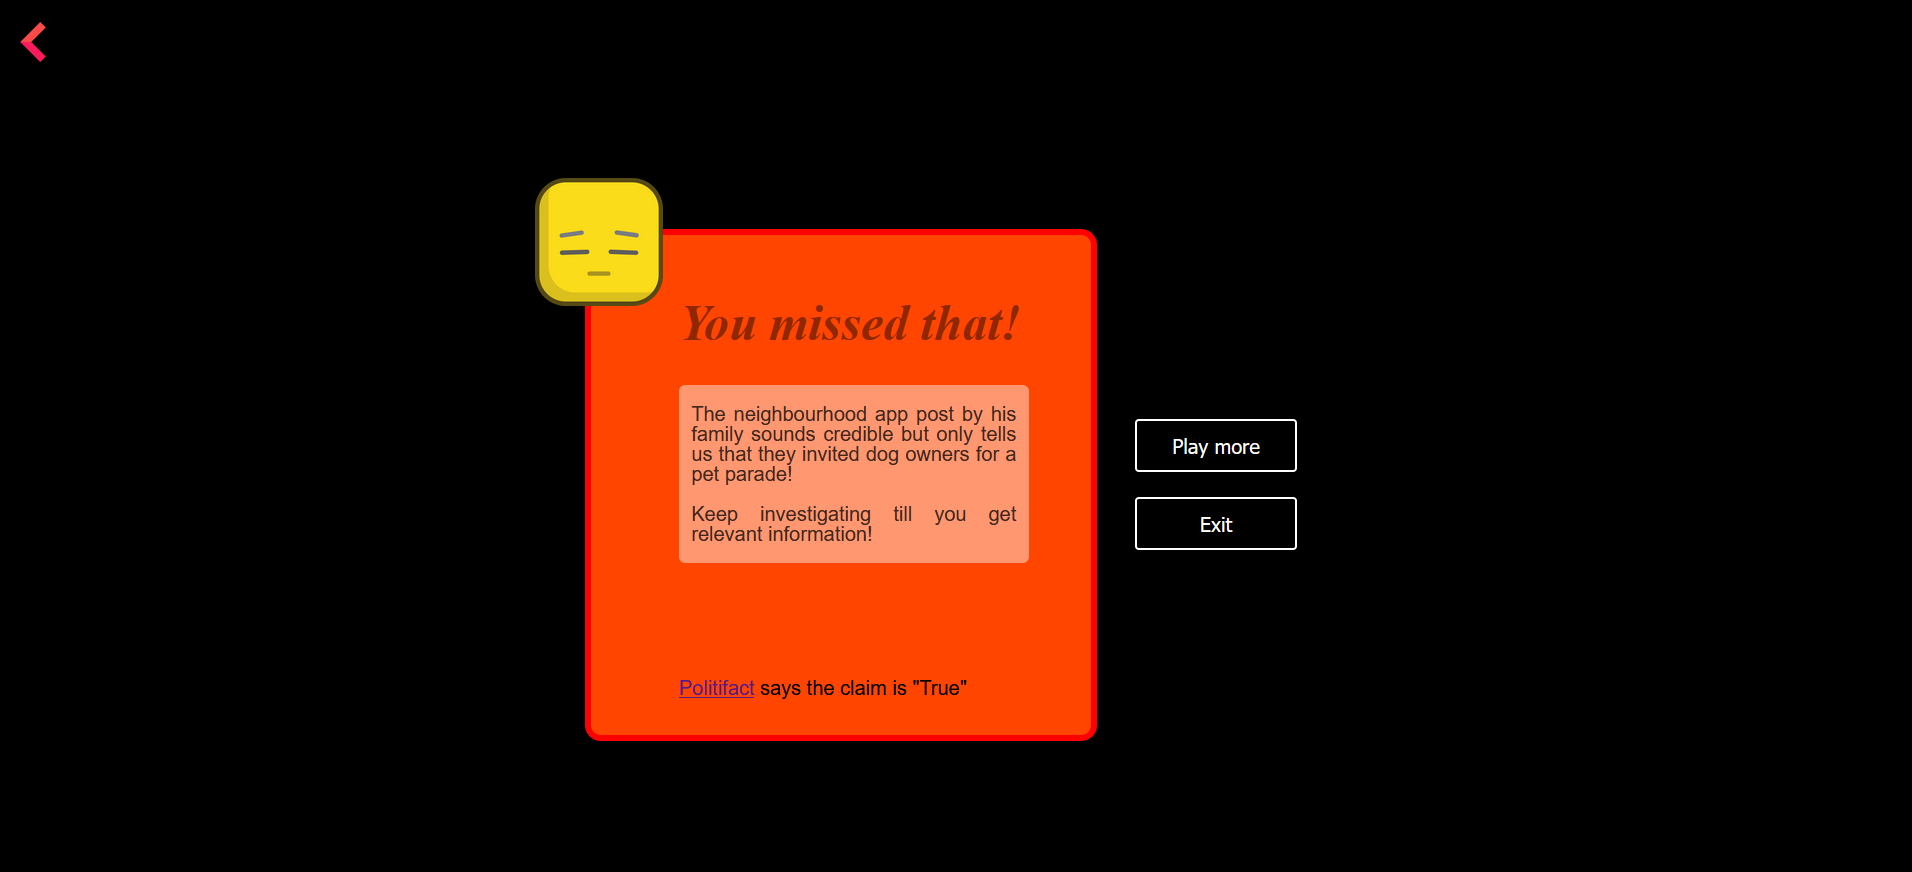 You missed that!
The neighbourhood app post by his
family sounds credible but only tells
us that they invited dog owners for a
pet parade!
Keep investigating till you get
relevant information!
Play more
Exit
Politifact says the claim is "True"